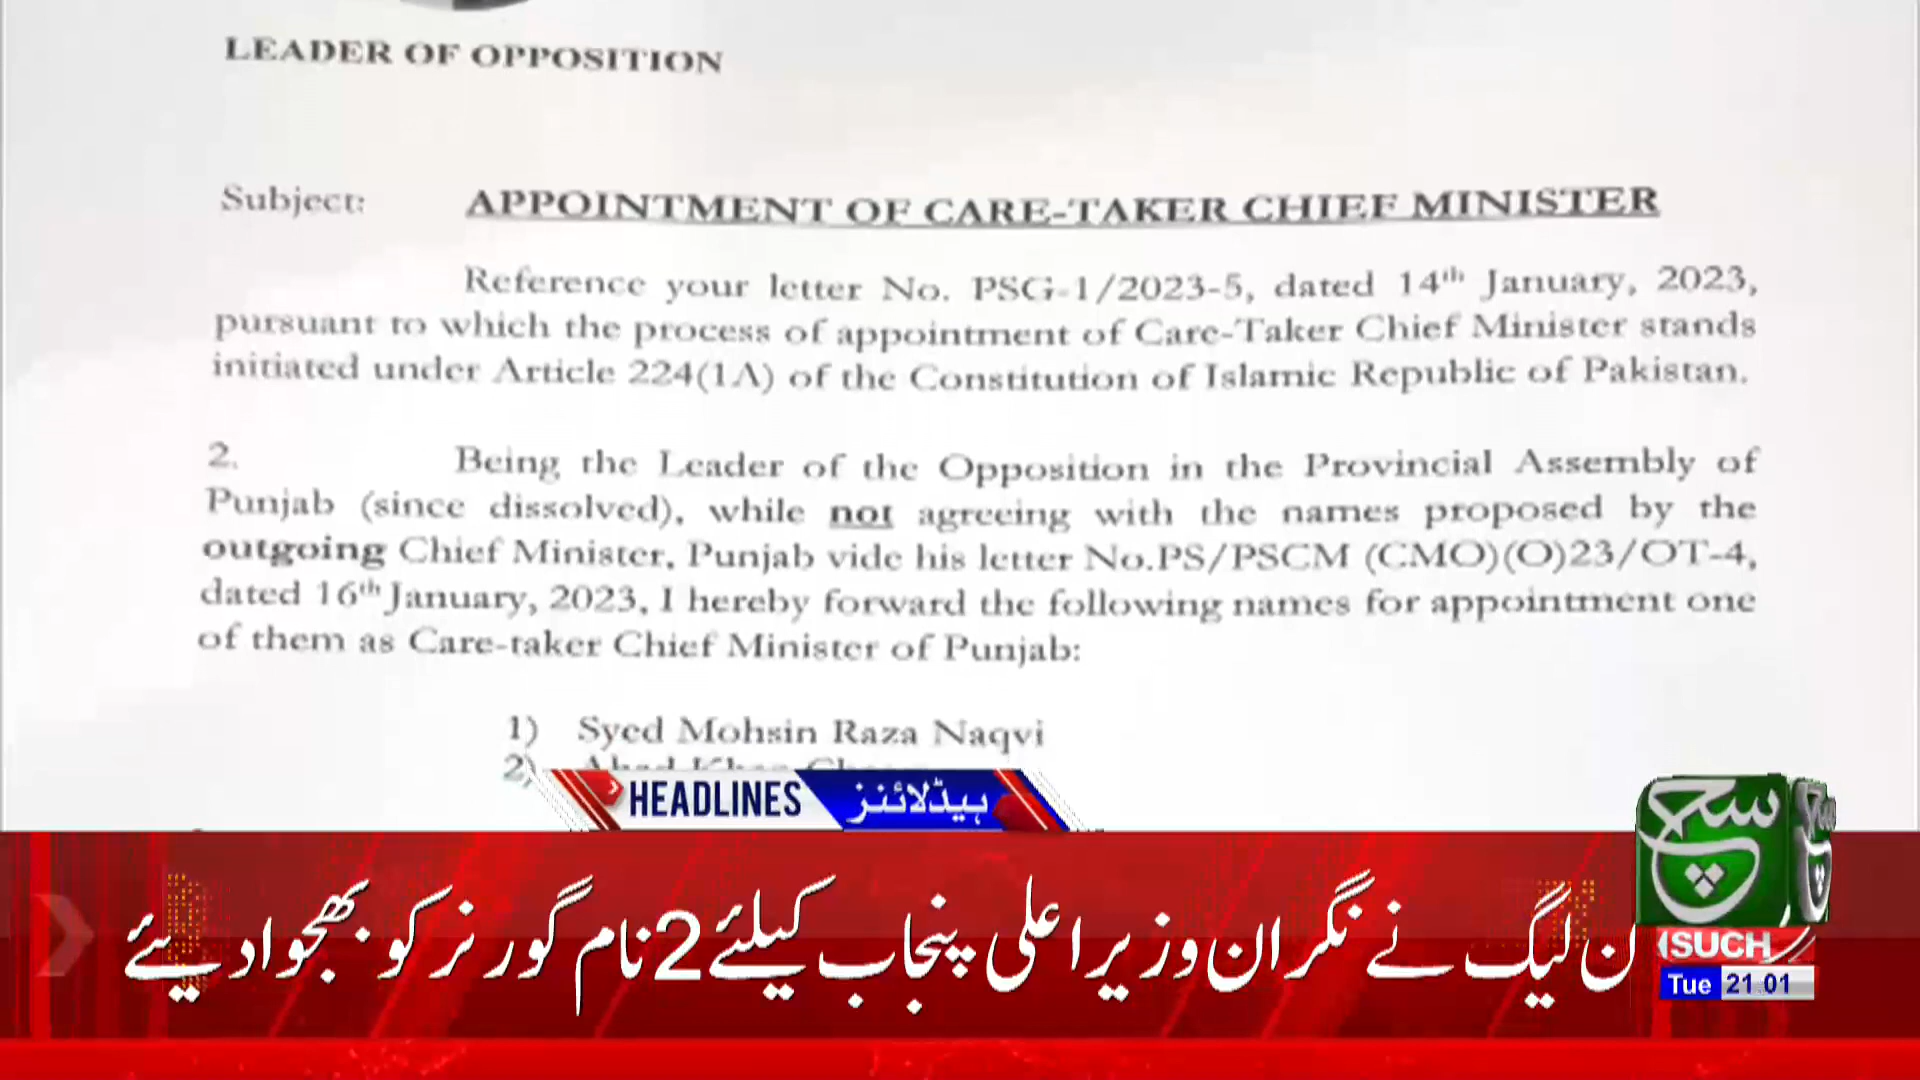 LEADER OF OPPOSITION
Subject: APPOINTMENT OF CARE-TAKER CHIEF MINISTER
Reference your letter No. PSG-1/2023-5, dated 14th January, 2023,
pursuant to which the process of appointment of Care-Taker Chief Minister stands
initiated under Article 224(1A) of the Constitution of Islamic Republic of Pakistan.
2. Being the Leader of the Opposition in the Provincial Assembly of
Punjab (since dissolved), while not agreeing with the names proposed by the
outgoing Chief Minister, Punjab vide his letter No.PS/PSCM (CMO)(O)23/OT-4,
dated 16th January, 2023, I hereby forward the following names for appointment one
of them as Care-taker Chief Minister of Punjab:
1) Syed Mohsin Raza Naqvi
2) Ahad Khan
HEADLINES ہیڈلائنز
ن لیگ نے نگران وزیراعلی پنجاب کیلئے 2 نام گورنر کو بھجوادیئے
سچ
SUCH
Tue 21:01